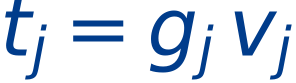 t_j = g_j v_j